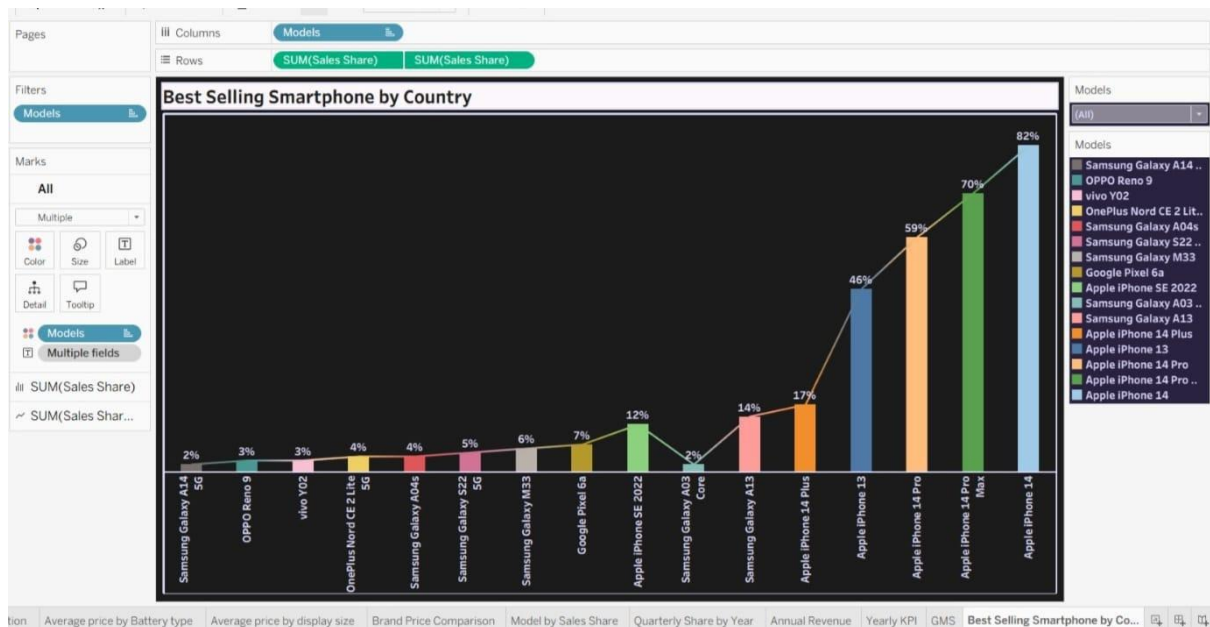 Pages
Columns
Models
Rows
SUM(Sales Share)
SUM(Sales Share)
Filters
Models
Marks
All
Multiple
Color
Size
Label
Detail
Tooltip
Models
Multiple fields
SUM(Sales Share)
SUM(Sales Shar...
Best Selling Smartphone by Country
2%
3%
3%
4%
4%
5%
6%
7%
12%
2%
14%
17%
46%
59%
70%
82%
Samsung Galaxy A14
5G
OPPO Reno 9
vivo Y02
OnePlus Nord CE 2 Lite
5G
Samsung Galaxy A04s
Samsung Galaxy S22
5G
Samsung Galaxy M33
Google Pixel 6a
Apple iPhone SE 2022
Samsung Galaxy A03
Core
Samsung Galaxy A13
Apple iPhone 14 Plus
Apple iPhone 13
Apple iPhone 14 Pro
Apple iPhone 14 Pro
Max
Apple iPhone 14
Models
(All)
Models
Samsung Galaxy A14 ..
OPPO Reno 9
vivo Y02
OnePlus Nord CE 2 Lit..
Samsung Galaxy A04s
Samsung Galaxy S22 ..
Samsung Galaxy M33
Google Pixel 6a
Apple iPhone SE 2022
Samsung Galaxy A03 ..
Samsung Galaxy A13
Apple iPhone 14 Plus
Apple iPhone 13
Apple iPhone 14 Pro
Apple iPhone 14 Pro ..
Apple iPhone 14
tion Average price by Battery type Average price by display size Brand Price Comparison Model by Sales Share Quarterly Share by Year Annual Revenue Yearly KPI GMS Best Selling Smartphone by Co...